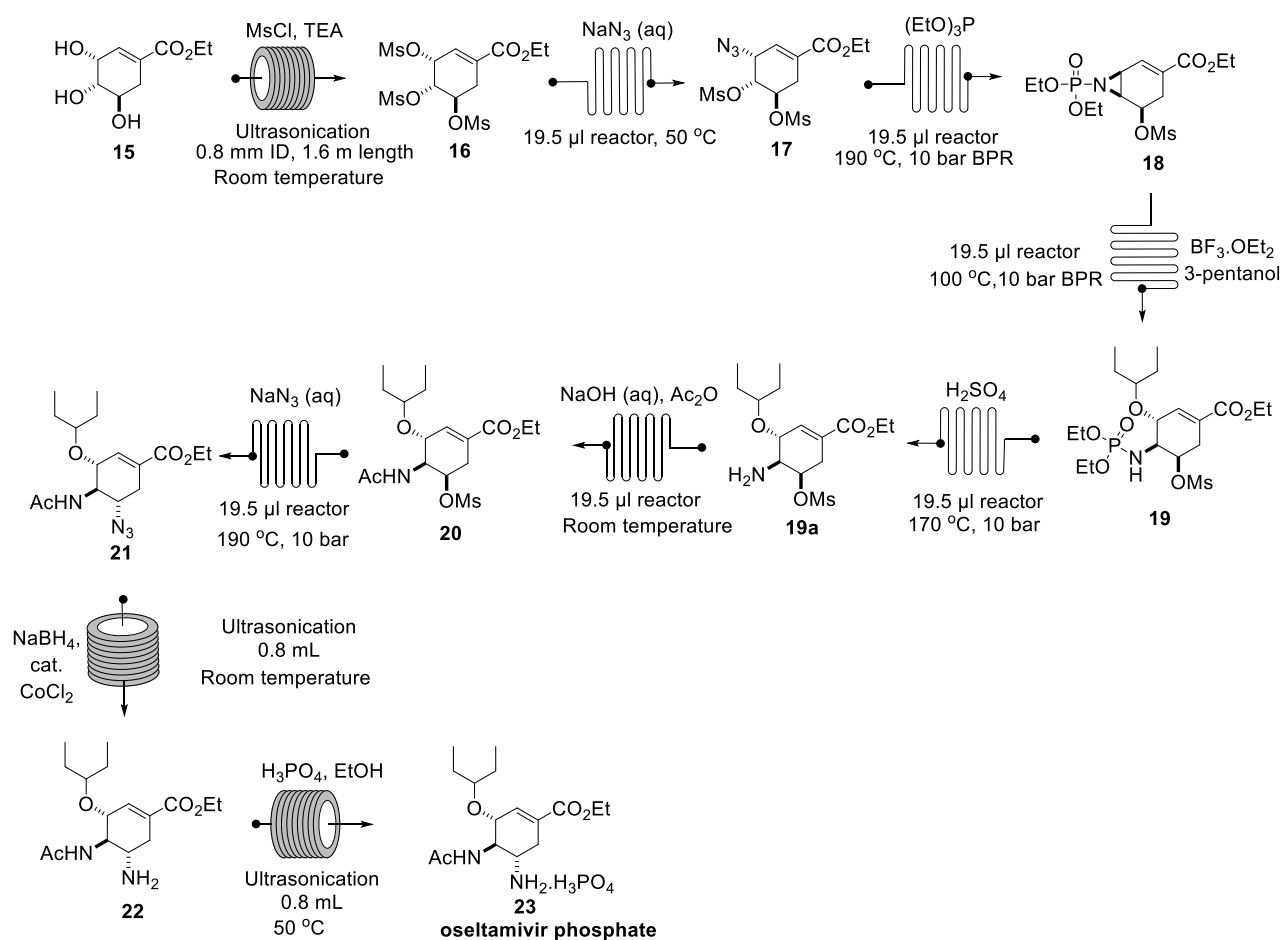 HO
CO2Et
HO
OH
15
MsCl, TEA
Ultrasonication
0.8 mm ID, 1.6 m length
Room temperature
MsO
CO2Et
MsO
OMs
16
NaN3 (aq)
19.5 µl reactor, 50 oC
N3
CO2Et
MsO
OMs
17
(EtO)3P
19.5 µl reactor
190 oC, 10 bar BPR
O
EtO P N
OEt
CO2Et
OMs
18
19.5 µl reactor
100 oC,10 bar BPR
BF3.OEt2
3-pentanol
O
CO2Et
O
EtO P
EtO N
H
OMs
19
H2SO4
19.5 µl reactor
170 oC, 10 bar
O
CO2Et
H2N
OMs
19a
NaOH (aq), Ac2O
19.5 µl reactor
Room temperature
O
CO2Et
AcHN
OMs
20
NaN3 (aq)
19.5 µl reactor
190 oC, 10 bar
O
CO2Et
AcHN
N3
21
NaBH4,
cat.
CoCl2
Ultrasonication
0.8 mL
Room temperature
O
CO2Et
AcHN
NH2
22
H3PO4, EtOH
Ultrasonication
0.8 mL
50 oC
O
CO2Et
AcHN
NH2.H3PO4
23
oseltamivir phosphate